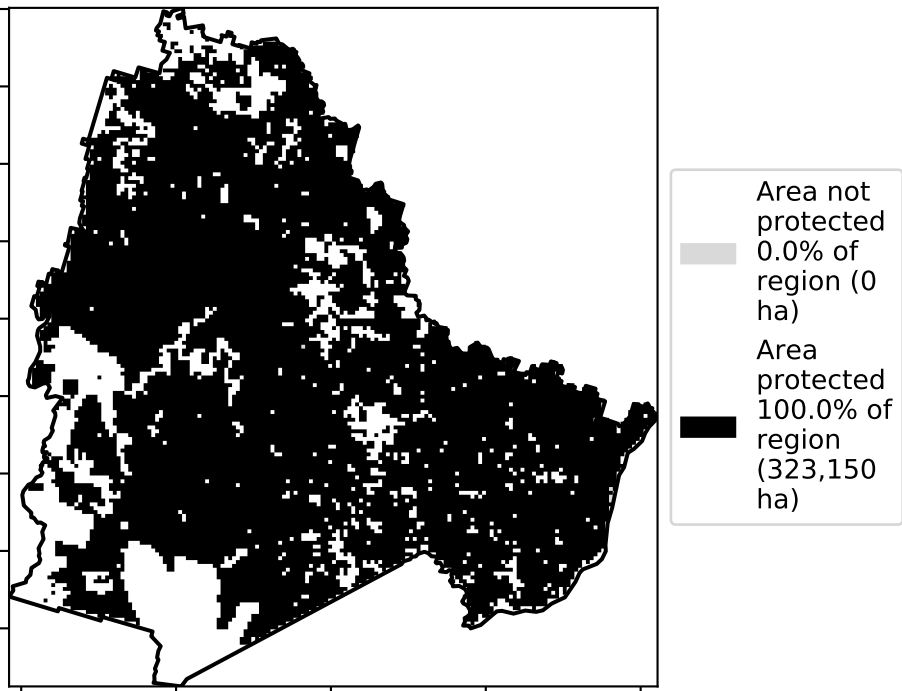 Area not
protected
0.0% of
region (0
ha)
Area
protected
100.0% of
region
(323,150
ha)